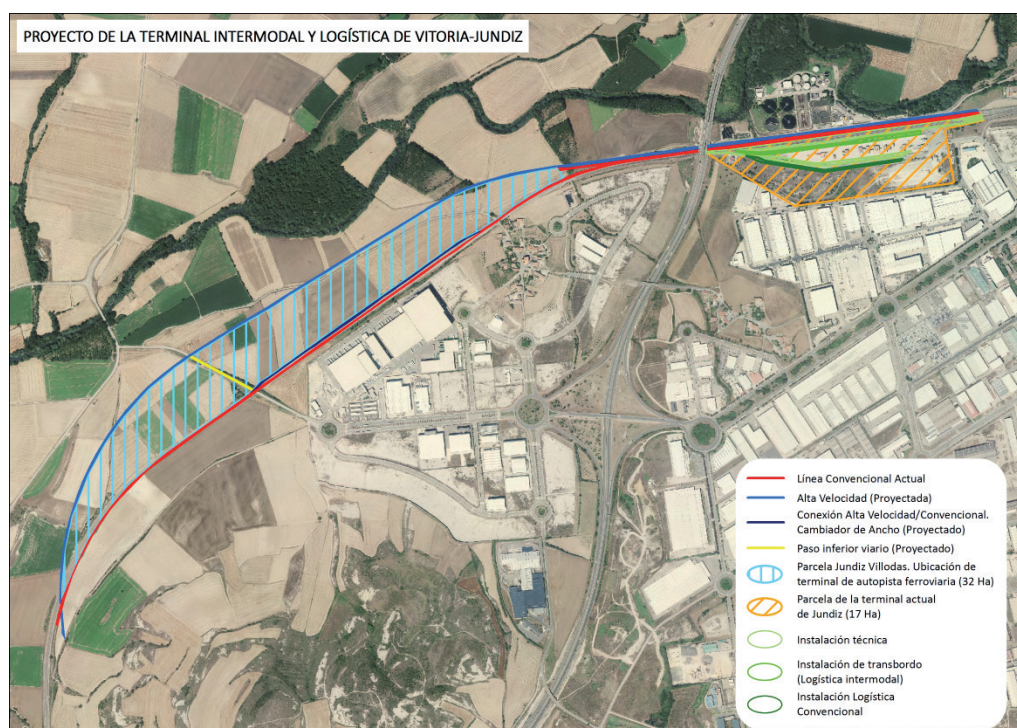 PROYECTO DE LA TERMINAL INTERMODAL Y LOGÍSTICA DE VITORIA-JUNDIZ
Línea Convencional Actual
Alta Velocidad (Proyectada)
Conexión Alta Velocidad/Convencional.
Cambiador de Ancho (Proyectado)
Paso inferior viario (Proyectado)
Parcela Jundiz Villodas. Ubicación de
terminal de autopista ferroviaria (32 Ha)
Parcela de la terminal actual
de Jundiz (17 Ha)
Instalación técnica
Instalación de transbordo
(Logística intermodal)
Instalación Logística
Convencional